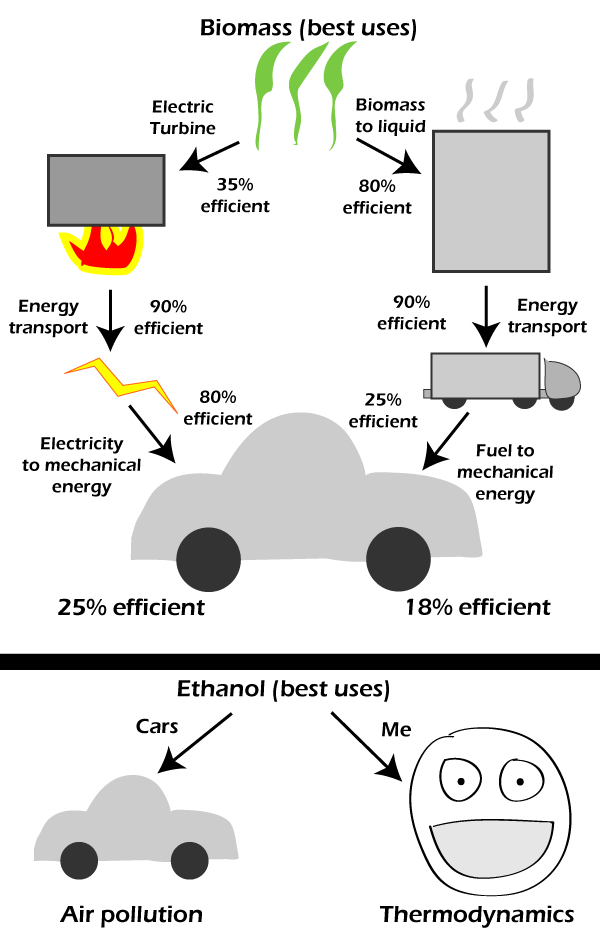 Biomass (best uses)
Electric
Turbine
Biomass
to liquid
35%
efficient
80%
efficient
Energy
transport
90%
efficient
90%
efficient
Energy
transport
80%
efficient
25%
efficient
Electricity
to mechanical
energy
Fuel to
mechanical
energy
25% efficient
18% efficient
Ethanol (best uses)
Cars
Me
Air pollution
Thermodynamics